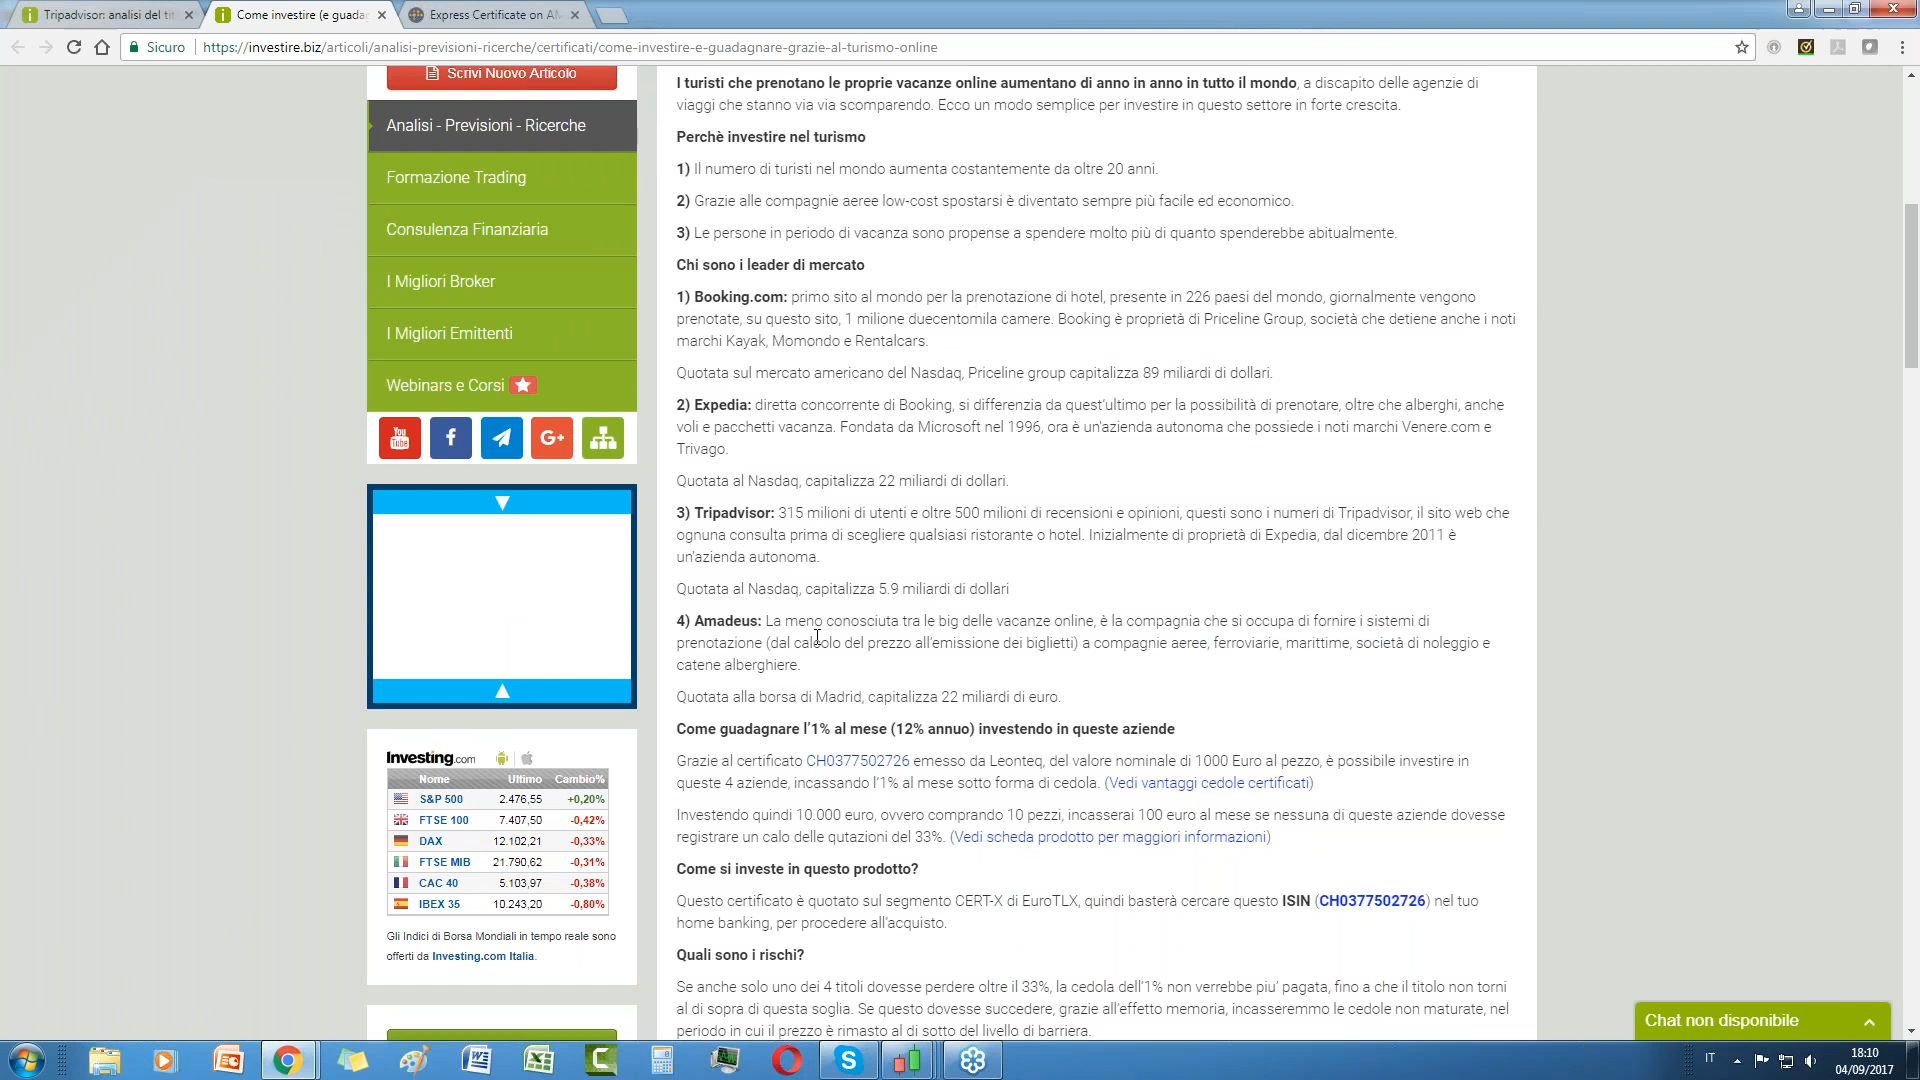 Tripadvisor: analisi del tit
Come investire (e guada
Express Certificate on AM
Sicuro
https://investire.biz/articoli/analisi-previsioni-ricerche/certificati/come-investire-e-guadagnare-grazie-al-turismo-online
Scrivi Nuovo Articolo
Analisi - Previsioni - Ricerche
Formazione Trading
Consulenza Finanziaria
I Migliori Broker
I Migliori Emittenti
Webinars e Corsi
You
Tube
f
G+
Investing.com
Nome Ultimo Cambio%
S&P 500 2.476,55 +0,20%
FTSE 100 7.407,50 -0,42%
DAX 12.102,21 -0,33%
FTSE MIB 21.790,62 -0,31%
CAC 40 5.103,97 -0,38%
IBEX 35 10.243,20 -0,80%
Gli Indici di Borsa Mondiali in tempo reale sono
offerti da Investing.com Italia.
I turisti che prenotano le proprie vacanze online aumentano di anno in anno in tutto il mondo, a discapito delle agenzie di
viaggi che stanno via via scomparendo. Ecco un modo semplice per investire in questo settore in forte crescita.
Perchè investire nel turismo
1) Il numero di turisti nel mondo aumenta costantemente da oltre 20 anni.
2) Grazie alle compagnie aeree low-cost spostarsi è diventato sempre più facile ed economico.
3) Le persone in periodo di vacanza sono propense a spendere molto più di quanto spenderebbe abitualmente.
Chi sono i leader di mercato
1) Booking.com: primo sito al mondo per la prenotazione di hotel, presente in 226 paesi del mondo, giornalmente vengono
prenotate, su questo sito, 1 milione duecentomila camere. Booking è proprietà di Priceline Group, società che detiene anche i noti
marchi Kayak, Momondo e Rentalcars.
Quotata sul mercato americano del Nasdaq, Priceline group capitalizza 89 miliardi di dollari.
2) Expedia: diretta concorrente di Booking, si differenzia da quest'ultimo per la possibilità di prenotare, oltre che alberghi, anche
voli e pacchetti vacanza. Fondata da Microsoft nel 1996, ora è un'azienda autonoma che possiede i noti marchi Venere.com e
Trivago.
Quotata al Nasdaq, capitalizza 22 miliardi di dollari.
3) Tripadvisor: 315 milioni di utenti e oltre 500 milioni di recensioni e opinioni, questi sono i numeri di Tripadvisor, il sito web che
ognuna consulta prima di scegliere qualsiasi ristorante o hotel. Inizialmente di proprietà di Expedia, dal dicembre 2011 è
un'azienda autonoma.
Quotata al Nasdaq, capitalizza 5.9 miliardi di dollari
4) Amadeus: La meno conosciuta tra le big delle vacanze online, è la compagnia che si occupa di fornire i sistemi di
prenotazione (dal calcolo del prezzo all'emissione dei biglietti) a compagnie aeree, ferroviarie, marittime, società di noleggio e
catene alberghiere.
Quotata alla borsa di Madrid, capitalizza 22 miliardi di euro.
Come guadagnare l'1% al mese (12% annuo) investendo in queste aziende
Grazie al certificato CH0377502726 emesso da Leonteq, del valore nominale di 1000 Euro al pezzo, è possibile investire in
queste 4 aziende, incassando l'1% al mese sotto forma di cedola. (Vedi vantaggi cedole certificati)
Investendo quindi 10.000 euro, ovvero comprando 10 pezzi, incasserai 100 euro al mese se nessuna di queste aziende dovesse
registrare un calo delle qutazioni del 33%. (Vedi scheda prodotto per maggiori informazioni)
Come si investe in questo prodotto?
Questo certificato è quotato sul segmento CERT-X di EuroTLX, quindi basterà cercare questo ISIN (CH0377502726) nel tuo
home banking, per procedere all'acquisto.
Quali sono i rischi?
Se anche solo uno dei 4 titoli dovesse perdere oltre il 33%, la cedola dell'1% non verrebbe piu' pagata, fino a che il titolo non torni
al di sopra di questa soglia. Se questo dovesse succedere, grazie all'effetto memoria, incasseremmo le cedole non maturate, nel
periodo in cui il prezzo è rimasto al di sotto del livello di barriera.
Chat non disponibile
IT
18:10
04/09/2017